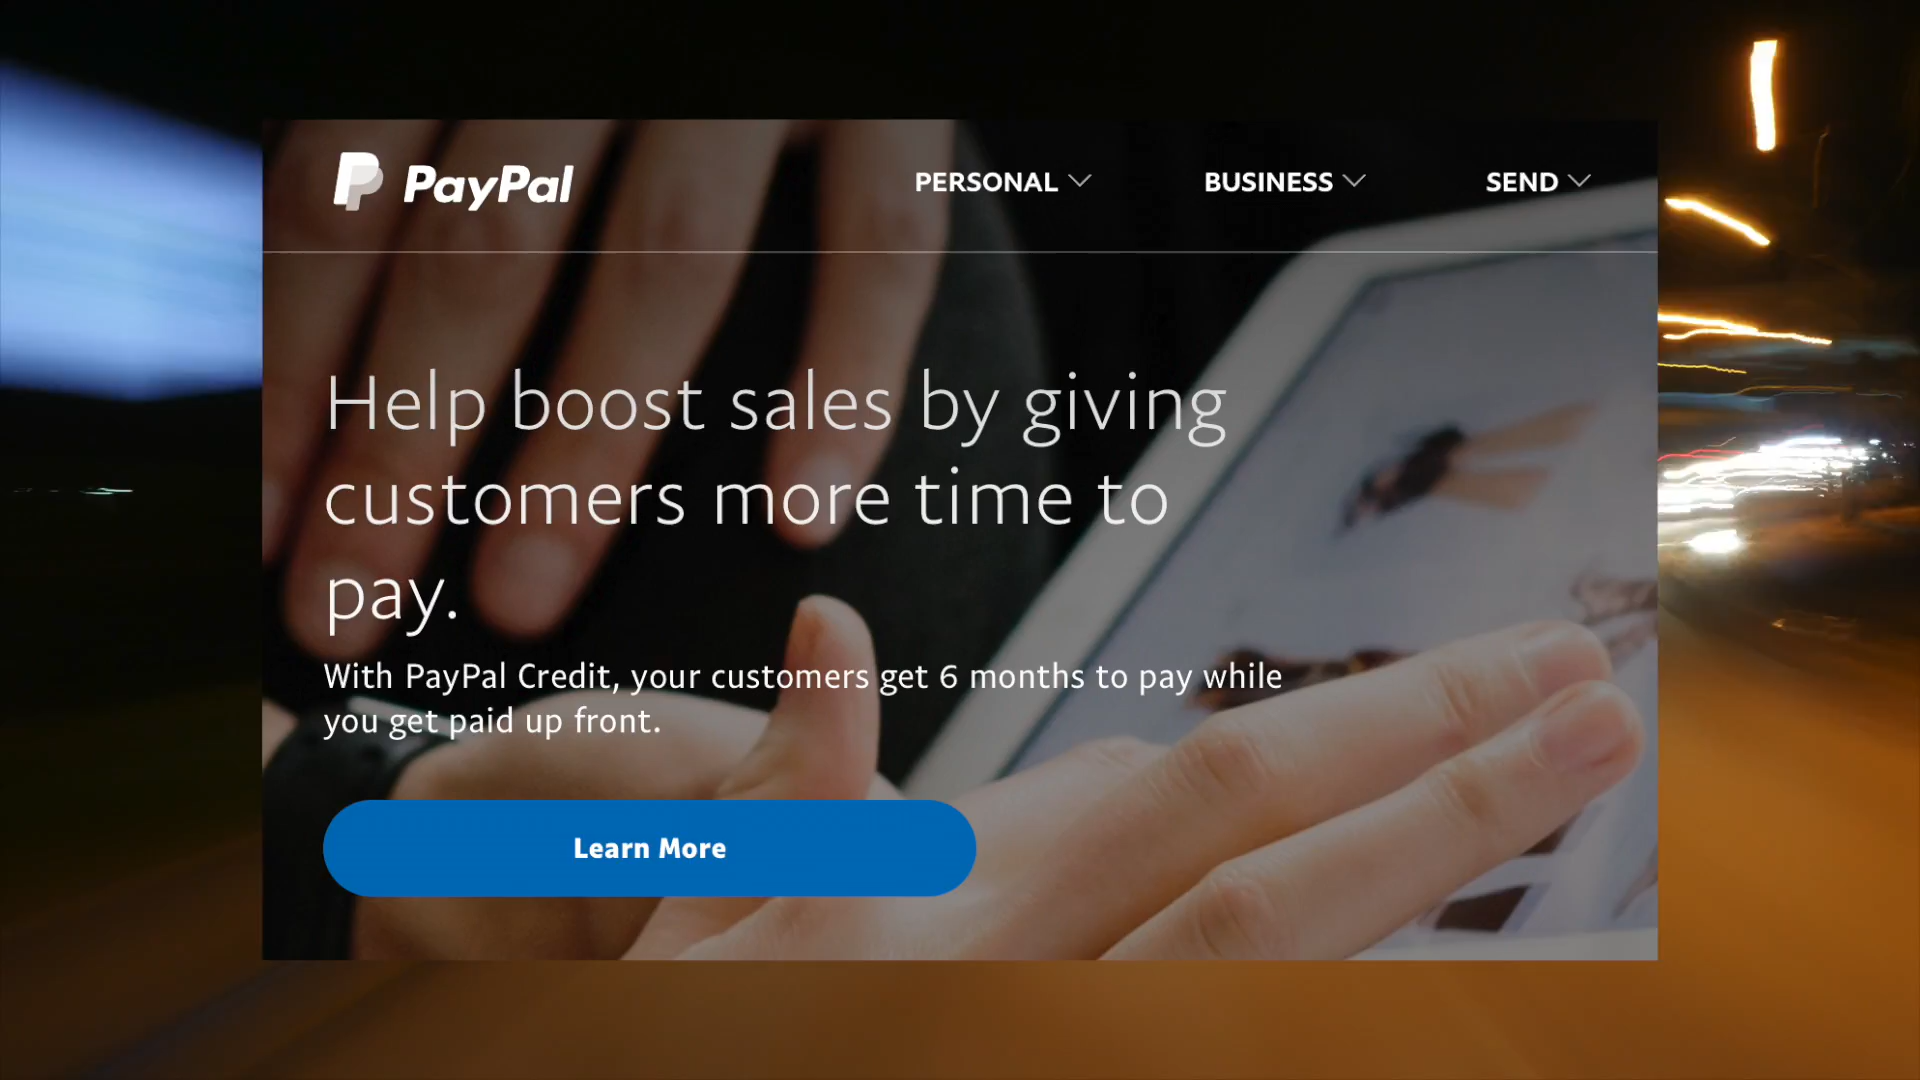 PayPal
PERSONAL
BUSINESS
SEND
Help boost sales by giving
customers more time to
pay.
With PayPal Credit, your customers get 6 months to pay while
you get paid up front.
Learn More